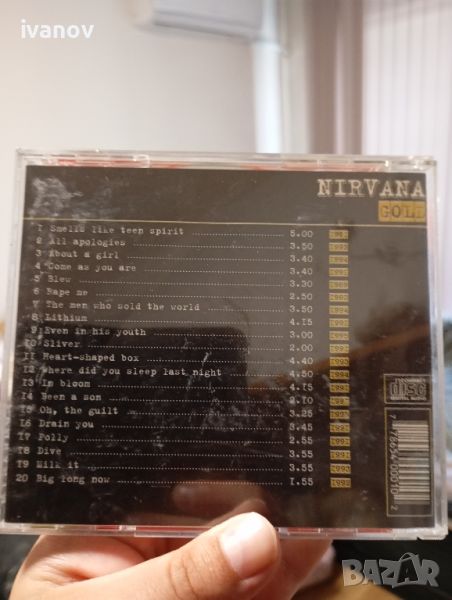 ivanov
NIRVANA
GOLD
1 Smells like teen spirit 5.00 1991
2 All apologies 3.50 1993
3 About a girl 3.40 1994
4 Come as you are 3.40
5 Blew 3.30
6 Rape me 2.50
7 The men who sold the world 3.50
8 Lithium 4.15
9 Even in his youth 3.00
10 Sliver 2.00
11 Heart-shaped box 4.40
12 Where did you sleep last night 4.50
13 In bloom 4.15
14 Been a son 2.10
15 Oh, the guilt 3.25
16 Drain you 3.45
17 Polly 2.55
18 Dive 3.55
19 Milk it 3.55
20 Big long now 1.55
disc
BAZAR